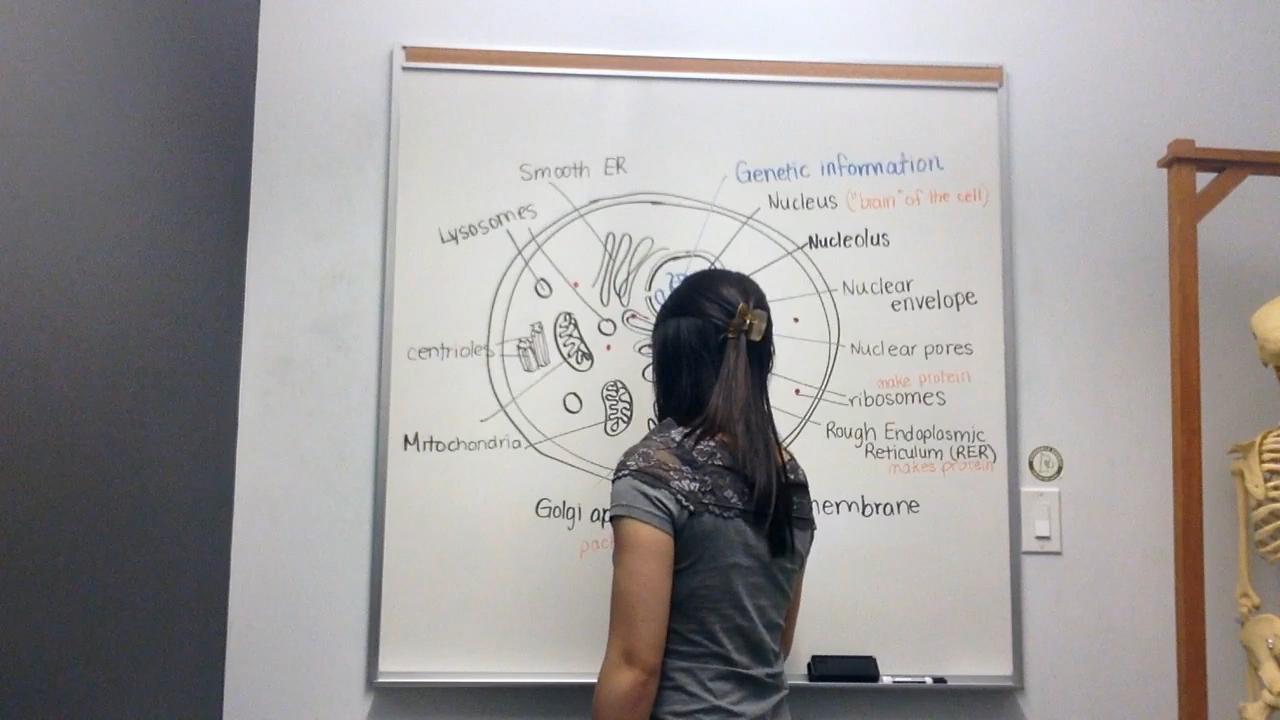 Smooth ER
Genetic information
Nucleus ("brain" of the cell)
Lysosomes
Nucleolus
Nuclear
envelope
centrioles
Nuclear pores
make protein
ribosomes
Mitochondria
Rough Endoplasmic
Reticulum (RER)
makes protein
Golgi ap
membrane
pac